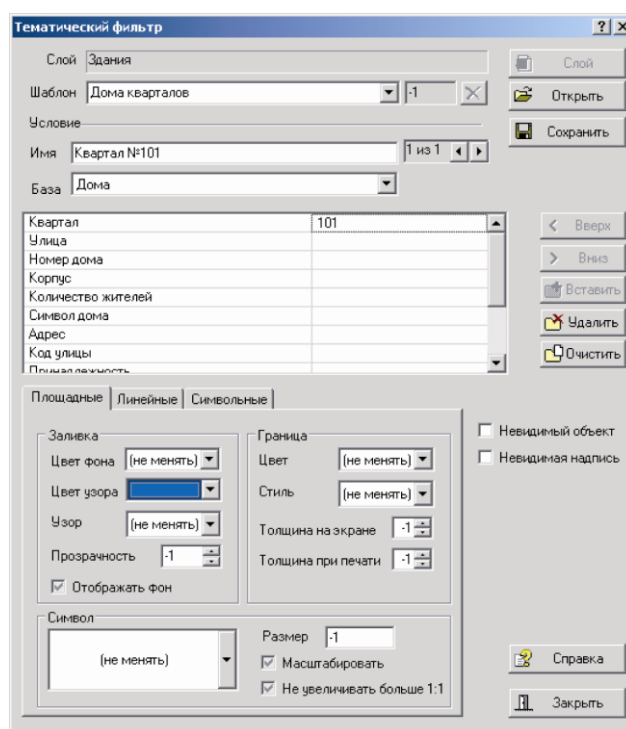 Тематический фильтр
Слой Здания Слой
Шаблон Дома кварталов -1 Открыть
Условие Сохранить
Имя Квартал №101 1 из 1
База Дома
Квартал 101 Вверх
Улица
Номер дома Вниз
Корпус Вставить
Количество жителей
Символ дома Удалить
Адрес
Код улицы Очистить
Принадлежность
Площадные Линейные Символьные
Заливка Граница Невидимый объект
Цвет фона (не менять) Цвет (не менять) Невидимая надпись
Цвет узора Стиль (не менять)
Узор (не менять) Толщина на экране -1
Прозрачность -1 Толщина при печати -1
Отображать фон
Символ
(не менять) Размер -1
Масштабировать Справка
Не увеличивать больше 1:1
Закрыть